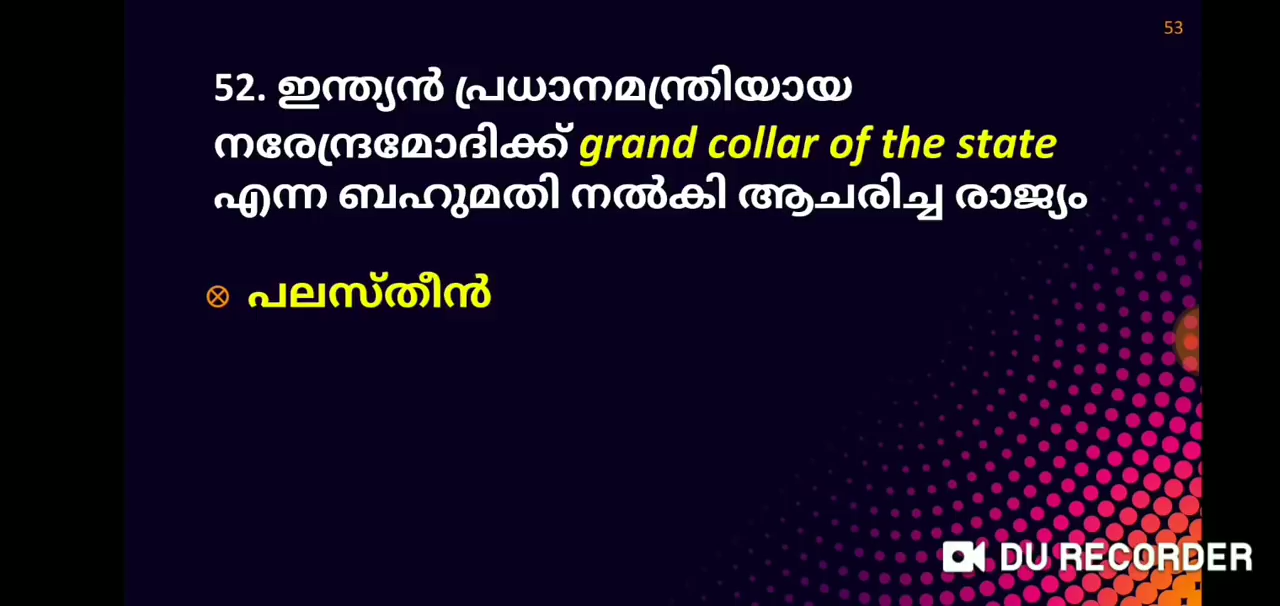 53
52. ഇന്ത്യൻ പ്രധാനമന്ത്രിയായ
നരേന്ദ്രമോദിക്ക് grand collar of the state
എന്ന ബഹുമതി നൽകി ആചരിച്ച രാജ്യം
പലസ്തീൻ
DU RECORDER